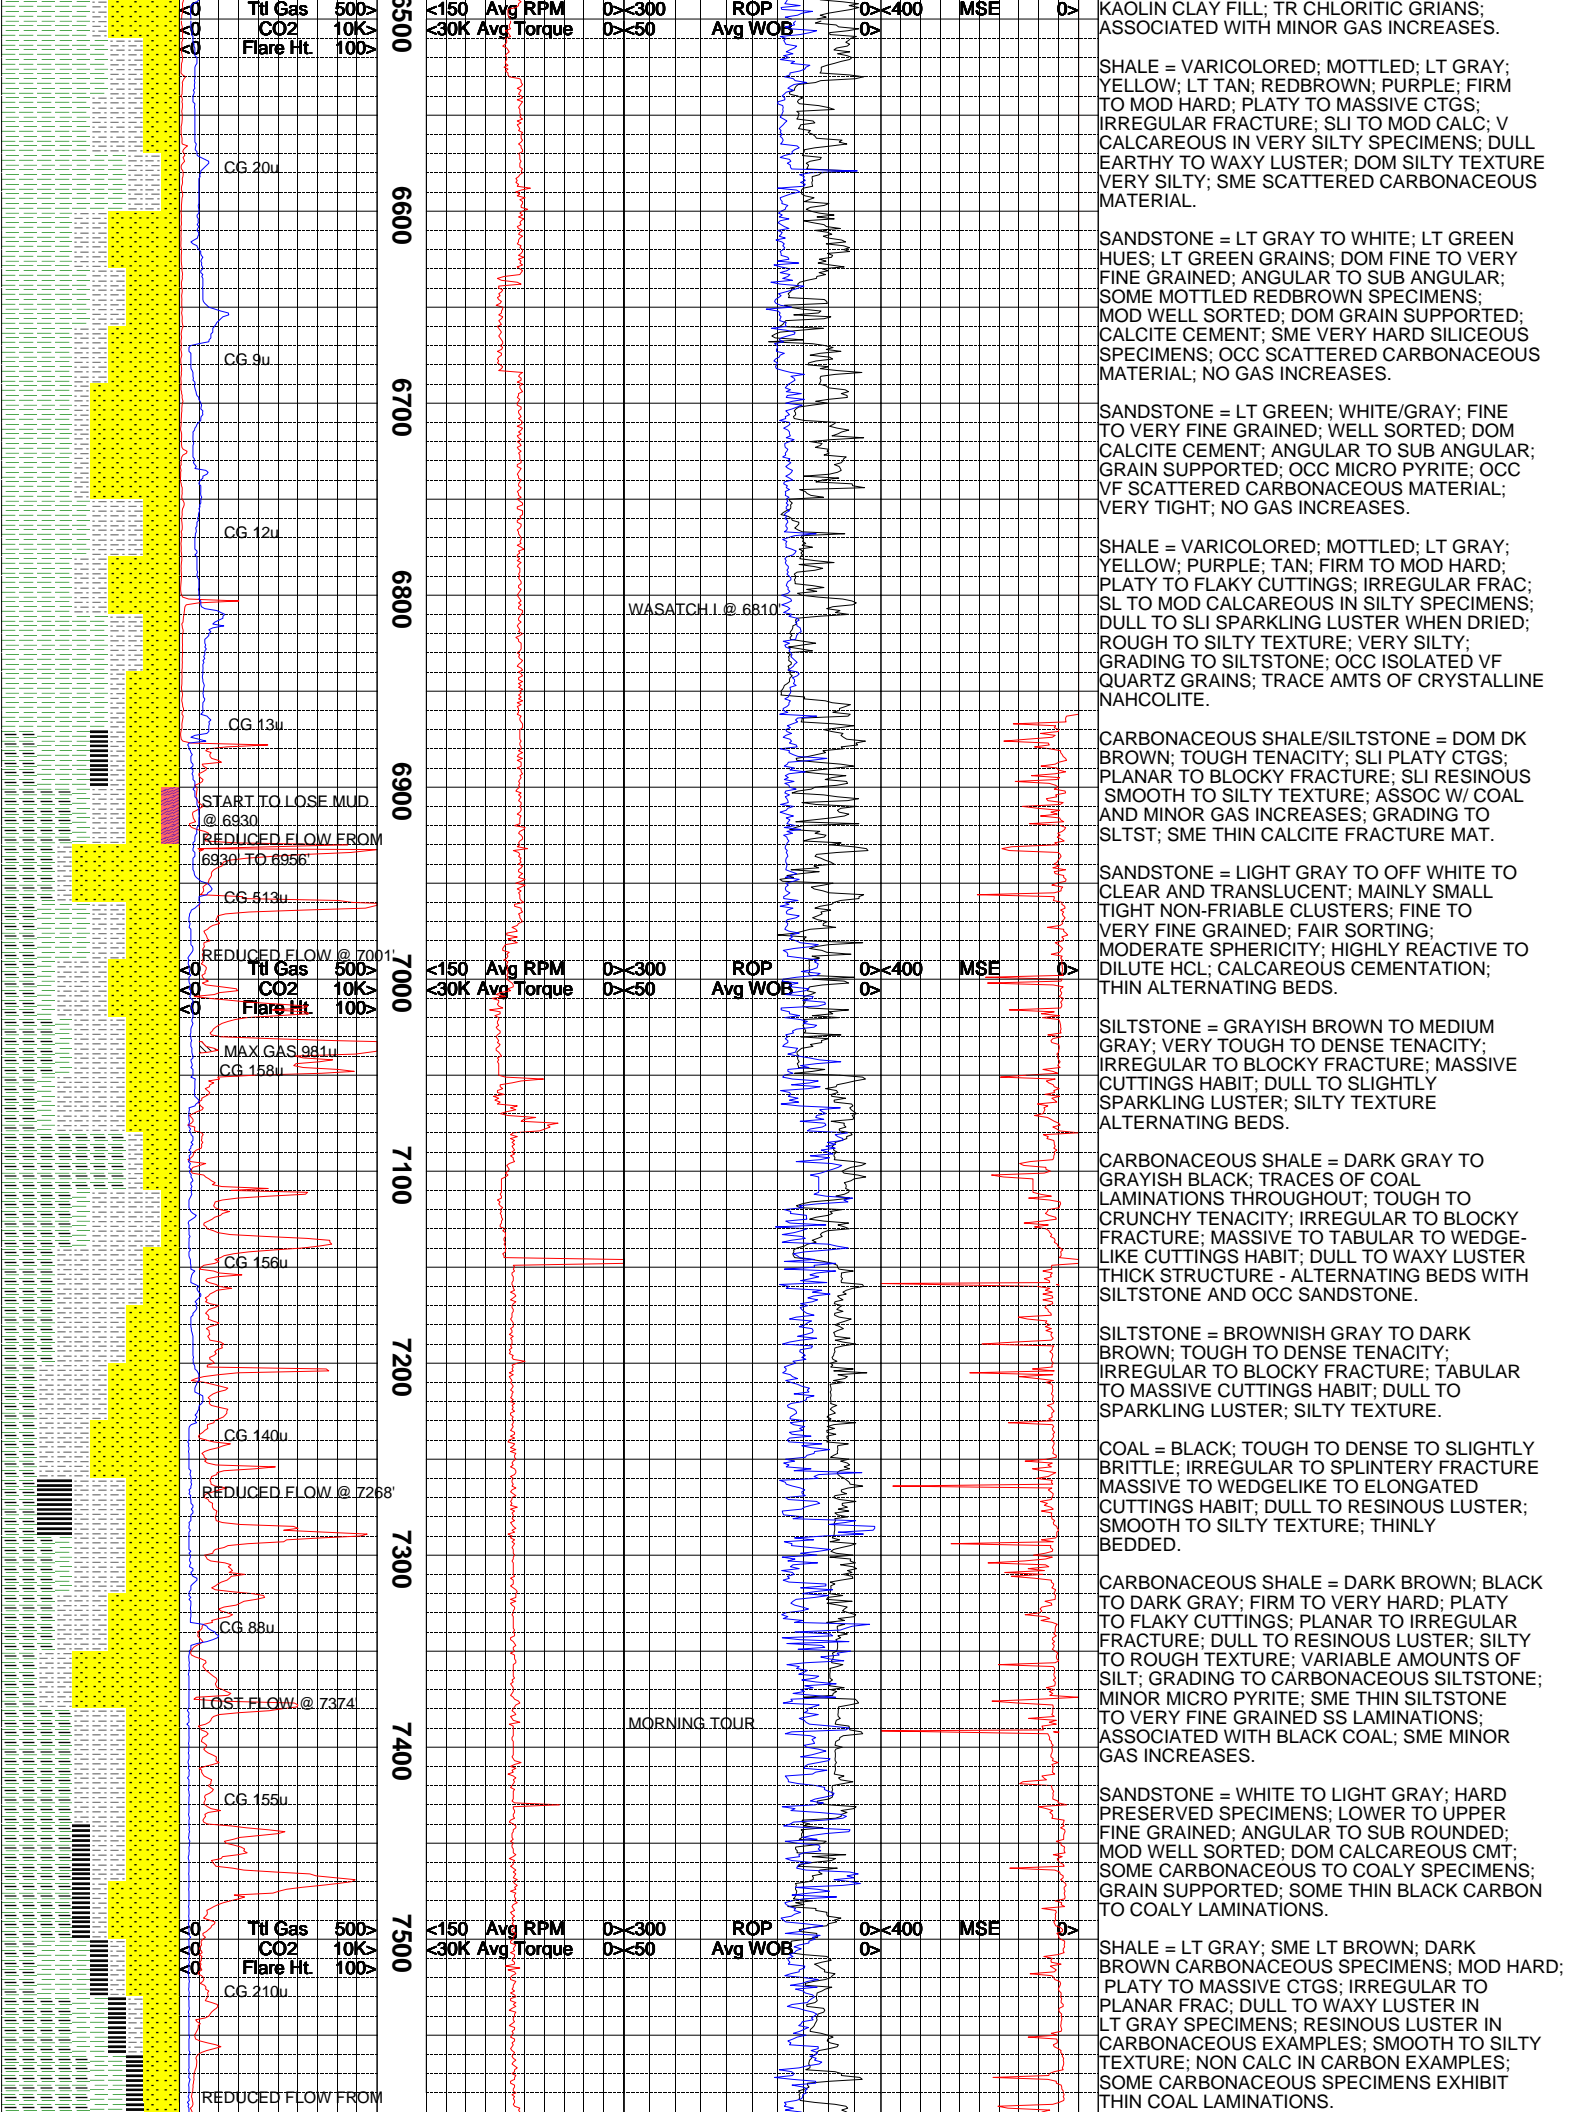 <0 Ttl Gas 500>
<0 CO2 10K>
<0 Flare Ht. 100>
6500
<150 Avg RPM 0>
<30K Avg Torque 0>
<300 ROP 0>
<50 Avg WOB 0>
<400 MSE 0>
CG 20u
6600
CG 9u
6700
CG 12u
6800
WASATCH I @ 6810'
CG 13u
START TO LOSE MUD
@ 6930
6900
REDUCED FLOW FROM
6930' TO 6956'
CG 513u
REDUCED FLOW @ 7001'
<0 Ttl Gas 500>
<0 CO2 10K>
<0 Flare Ht. 100>
7000
<150 Avg RPM 0>
<30K Avg Torque 0>
<300 ROP 0>
<50 Avg WOB 0>
<400 MSE 0>
MAX GAS 981u
CG 158u
7100
CG 156u
7200
CG 140u
REDUCED FLOW @ 7268'
7300
CG 88u
LOST FLOW @ 7374'
MORNING TOUR
7400
CG 155u
<0 Ttl Gas 500>
<0 CO2 10K>
<0 Flare Ht. 100>
7500
<150 Avg RPM 0>
<30K Avg Torque 0>
<300 ROP 0>
<50 Avg WOB 0>
<400 MSE 0>
CG 210u
REDUCED FLOW FROM
KAOLIN CLAY FILL; TR CHLORITIC GRIANS;
ASSOCIATED WITH MINOR GAS INCREASES.
SHALE = VARICOLORED; MOTTLED; LT GRAY;
YELLOW; LT TAN; REDBROWN; PURPLE; FIRM
TO MOD HARD; PLATY TO MASSIVE CTGS;
IRREGULAR FRACTURE; SLI TO MOD CALC; V
CALCAREOUS IN VERY SILTY SPECIMENS; DULL
EARTHY TO WAXY LUSTER; DOM SILTY TEXTURE
VERY SILTY; SME SCATTERED CARBONACEOUS
MATERIAL.
SANDSTONE = LT GRAY TO WHITE; LT GREEN
HUES; LT GREEN GRAINS; DOM FINE TO VERY
FINE GRAINED; ANGULAR TO SUB ANGULAR;
SOME MOTTLED REDBROWN SPECIMENS;
MOD WELL SORTED; DOM GRAIN SUPPORTED;
CALCITE CEMENT; SME VERY HARD SILICEOUS
SPECIMENS; OCC SCATTERED CARBONACEOUS
MATERIAL; NO GAS INCREASES.
SANDSTONE = LT GREEN; WHITE/GRAY; FINE
TO VERY FINE GRAINED; WELL SORTED; DOM
CALCITE CEMENT; ANGULAR TO SUB ANGULAR;
GRAIN SUPPORTED; OCC MICRO PYRITE; OCC
VF SCATTERED CARBONACEOUS MATERIAL;
VERY TIGHT; NO GAS INCREASES.
SHALE = VARICOLORED; MOTTLED; LT GRAY;
YELLOW; PURPLE; TAN; FIRM TO MOD HARD;
PLATY TO FLAKY CUTTINGS; IRREGULAR FRAC;
SL TO MOD CALCAREOUS IN SILTY SPECIMENS;
DULL TO SLI SPARKLING LUSTER WHEN DRIED;
ROUGH TO SILTY TEXTURE; VERY SILTY;
GRADING TO SILTSTONE; OCC ISOLATED VF
QUARTZ GRAINS; TRACE AMTS OF CRYSTALLINE
NAHCOLITE.
CARBONACEOUS SHALE/SILTSTONE = DOM DK
BROWN; TOUGH TENACITY; SLI PLATY CTGS;
PLANAR TO BLOCKY FRACTURE; SLI RESINOUS
SMOOTH TO SILTY TEXTURE; ASSOC W/ COAL
AND MINOR GAS INCREASES; GRADING TO
SLTST; SME THIN CALCITE FRACTURE MAT.
SANDSTONE = LIGHT GRAY TO OFF WHITE TO
CLEAR AND TRANSLUCENT; MAINLY SMALL
TIGHT NON-FRIABLE CLUSTERS; FINE TO
VERY FINE GRAINED; FAIR SORTING;
MODERATE SPHERICITY; HIGHLY REACTIVE TO
DILUTE HCL; CALCAREOUS CEMENTATION;
THIN ALTERNATING BEDS.
SILTSTONE = GRAYISH BROWN TO MEDIUM
GRAY; VERY TOUGH TO DENSE TENACITY;
IRREGULAR TO BLOCKY FRACTURE; MASSIVE
CUTTINGS HABIT; DULL TO SLIGHTLY
SPARKLING LUSTER; SILTY TEXTURE
ALTERNATING BEDS.
CARBONACEOUS SHALE = DARK GRAY TO
GRAYISH BLACK; TRACES OF COAL
LAMINATIONS THROUGHOUT; TOUGH TO
CRUNCHY TENACITY; IRREGULAR TO BLOCKY
FRACTURE; MASSIVE TO TABULAR TO WEDGE-
LIKE CUTTINGS HABIT; DULL TO WAXY LUSTER
THICK STRUCTURE - ALTERNATING BEDS WITH
SILTSTONE AND OCC SANDSTONE.
SILTSTONE = BROWNISH GRAY TO DARK
BROWN; TOUGH TO DENSE TENACITY;
IRREGULAR TO BLOCKY FRACTURE; TABULAR
TO MASSIVE CUTTINGS HABIT; DULL TO
SPARKLING LUSTER; SILTY TEXTURE.
COAL = BLACK; TOUGH TO DENSE TO SLIGHTLY
BRITTLE; IRREGULAR TO SPLINTERY FRACTURE
MASSIVE TO WEDGELIKE TO ELONGATED
CUTTINGS HABIT; DULL TO RESINOUS LUSTER;
SMOOTH TO SILTY TEXTURE; THINLY
BEDDED.
CARBONACEOUS SHALE = DARK BROWN; BLACK
TO DARK GRAY; FIRM TO VERY HARD; PLATY
TO FLAKY CUTTINGS; PLANAR TO IRREGULAR
FRACTURE; DULL TO RESINOUS LUSTER; SILTY
TO ROUGH TEXTURE; VARIABLE AMOUNTS OF
SILT; GRADING TO CARBONACEOUS SILTSTONE;
MINOR MICRO PYRITE; SME THIN SILTSTONE
TO VERY FINE GRAINED SS LAMINATIONS;
ASSOCIATED WITH BLACK COAL; SME MINOR
GAS INCREASES.
SANDSTONE = WHITE TO LIGHT GRAY; HARD
PRESERVED SPECIMENS; LOWER TO UPPER
FINE GRAINED; ANGULAR TO SUB ROUNDED;
MOD WELL SORTED; DOM CALCAREOUS CMT;
SOME CARBONACEOUS TO COALY SPECIMENS;
GRAIN SUPPORTED; SOME THIN BLACK CARBON
TO COALY LAMINATIONS.
SHALE = LT GRAY; SME LT BROWN; DARK
BROWN CARBONACEOUS SPECIMENS; MOD HARD;
PLATY TO MASSIVE CTGS; IRREGULAR TO
PLANAR FRAC; DULL TO WAXY LUSTER IN
LT GRAY SPECIMENS; RESINOUS LUSTER IN
CARBONACEOUS EXAMPLES; SMOOTH TO SILTY
TEXTURE; NON CALC IN CARBON EXAMPLES;
SOME CARBONACEOUS SPECIMENS EXHIBIT
THIN COAL LAMINATIONS.